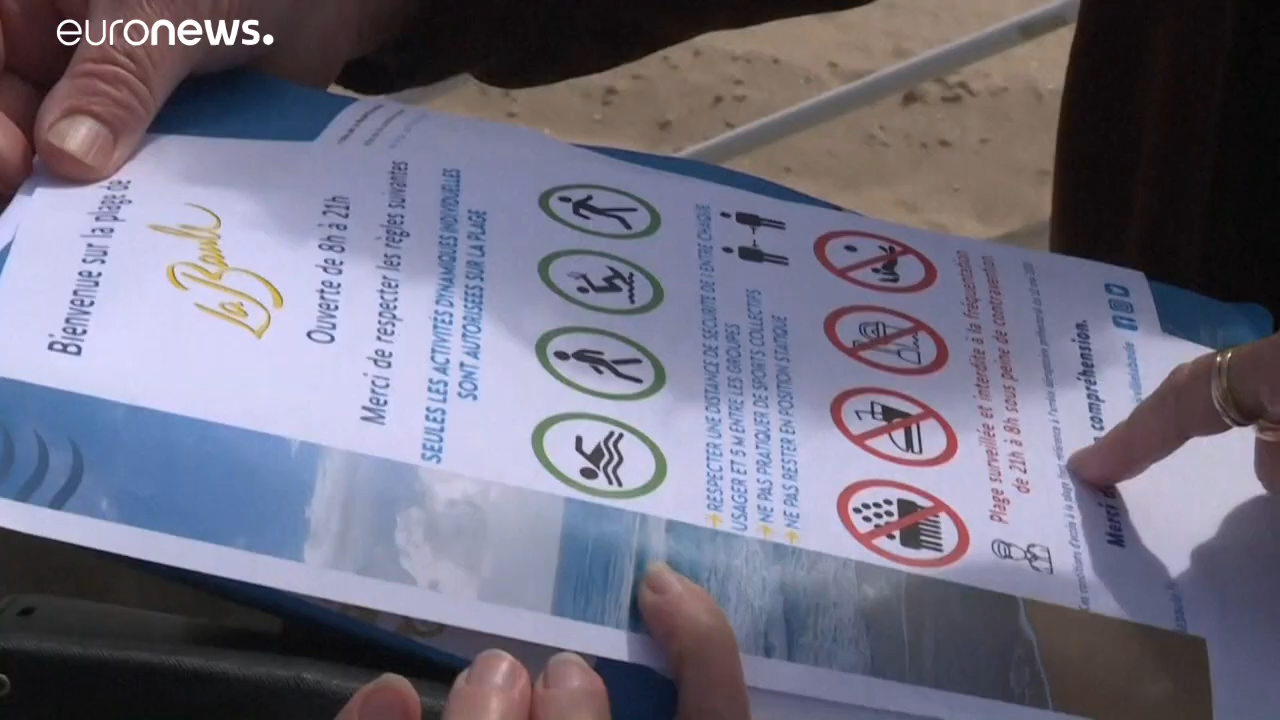 euronews.
Bienvenue sur la plage de
La Baule
Ouverte de 8h à 21h
Merci de respecter les règles suivantes
SEULES LES ACTIVITÉS DYNAMIQUES INDIVIDUELLES
SONT AUTORISÉES SUR LA PLAGE
→ RESPECTER UNE DISTANCE DE SÉCURITÉ DE 1 M ENTRE CHAQUE
USAGER ET 5 M ENTRE LES GROUPES
→ NE PAS PRATIQUER DE SPORTS COLLECTIFS
→ NE PAS RESTER EN POSITION STATIQUE
Plage surveillée et interdite à la fréquentation
de 21h à 8h sous peine de contravention
Merci
compréhension.